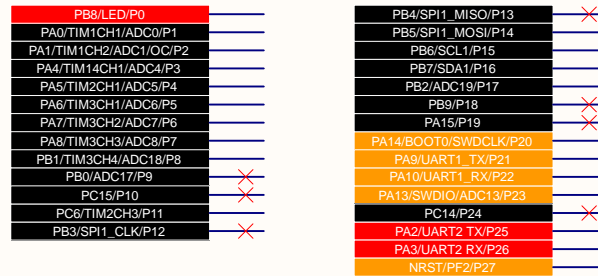 PB8/LED/P0
PA0/TIM1CH1/ADC0/P1
PA1/TIM1CH2/ADC1/OC/P2
PA4/TIM14CH1/ADC4/P3
PA5/TIM2CH1/ADC5/P4
PA6/TIM3CH1/ADC6/P5
PA7/TIM3CH2/ADC7/P6
PA8/TIM3CH3/ADC8/P7
PB1/TIM3CH4/ADC18/P8
PB0/ADC17/P9
PC15/P10
PC6/TIM2CH3/P11
PB3/SPI1_CLK/P12
PB4/SPI1_MISO/P13
PB5/SPI1_MOSI/P14
PB6/SCL1/P15
PB7/SDA1/P16
PB2/ADC19/P17
PB9/P18
PA15/P19
PA14/BOOT0/SWDCLK/P20
PA9/UART1_TX/P21
PA10/UART1_RX/P22
PA13/SWDIO/ADC13/P23
PC14/P24
PA2/UART2 TX/P25
PA3/UART2 RX/P26
NRST/PF2/P27